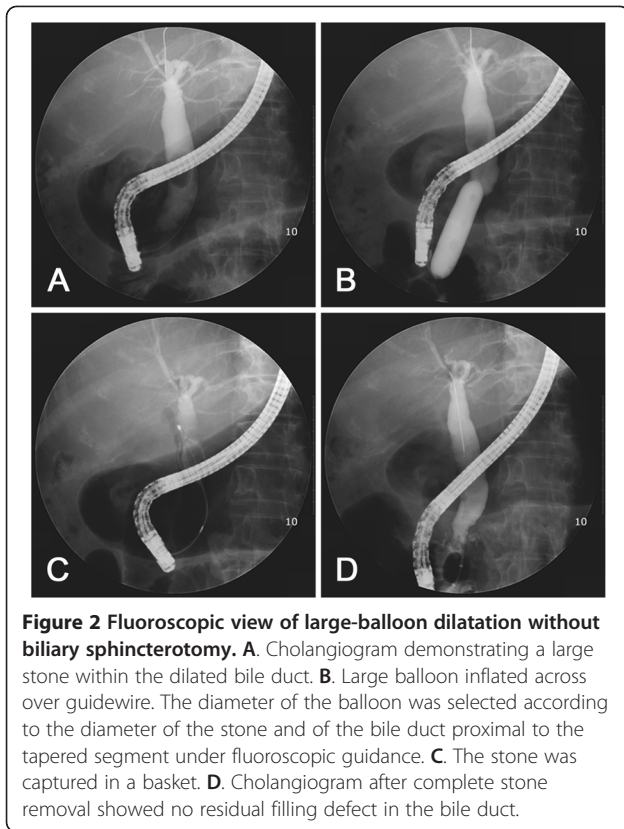 10
A
10
B
10
C
10
D
Figure 2 Fluoroscopic view of large-balloon dilatation without
biliary sphincterotomy. A. Cholangiogram demonstrating a large
stone within the dilated bile duct. B. Large balloon inflated across
over guidewire. The diameter of the balloon was selected according
to the diameter of the stone and of the bile duct proximal to the
tapered segment under fluoroscopic guidance. C. The stone was
captured in a basket. D. Cholangiogram after complete stone
removal showed no residual filling defect in the bile duct.